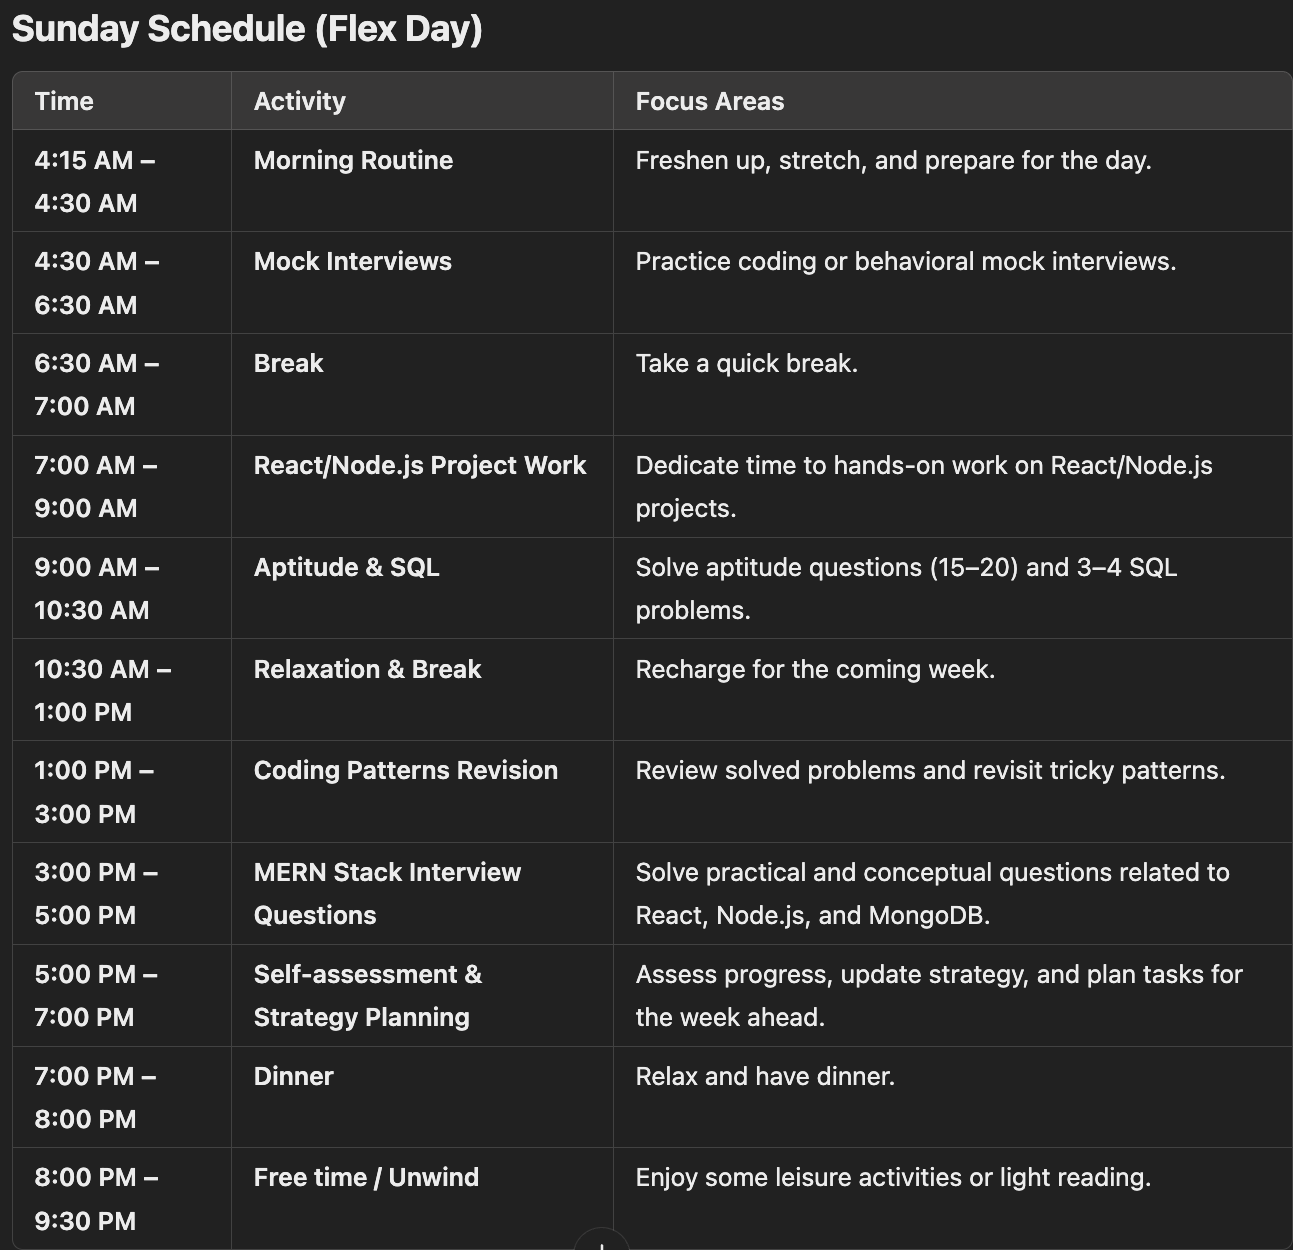 Sunday Schedule (Flex Day)
Time Activity Focus Areas
4:15 AM – Morning Routine Freshen up, stretch, and prepare for the day.
4:30 AM
4:30 AM – Mock Interviews Practice coding or behavioral mock interviews.
6:30 AM
6:30 AM – Break Take a quick break.
7:00 AM
7:00 AM – React/Node.js Project Work Dedicate time to hands-on work on React/Node.js
9:00 AM projects.
9:00 AM – Aptitude & SQL Solve aptitude questions (15–20) and 3–4 SQL
10:30 AM problems.
10:30 AM – Relaxation & Break Recharge for the coming week.
1:00 PM
1:00 PM – Coding Patterns Revision Review solved problems and revisit tricky patterns.
3:00 PM
3:00 PM – MERN Stack Interview Solve practical and conceptual questions related to
5:00 PM Questions React, Node.js, and MongoDB.
5:00 PM – Self-assessment & Assess progress, update strategy, and plan tasks for
7:00 PM Strategy Planning the week ahead.
7:00 PM – Dinner Relax and have dinner.
8:00 PM
8:00 PM – Free time / Unwind Enjoy some leisure activities or light reading.
9:30 PM